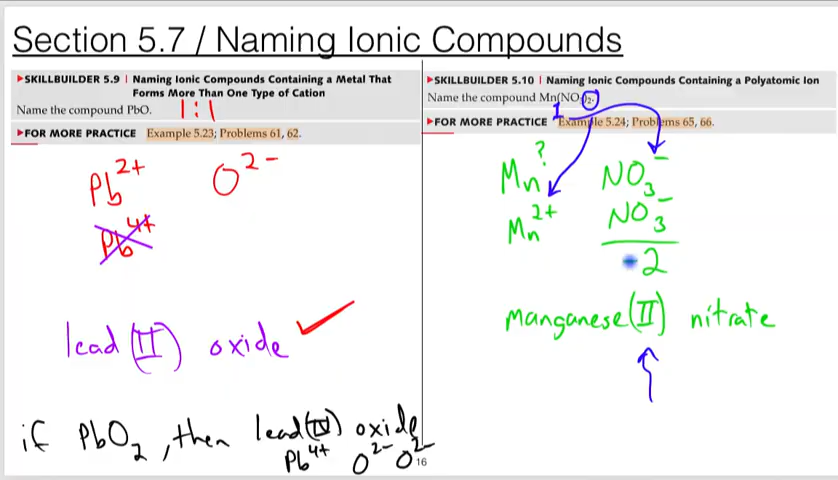 Section 5.7 / Naming Ionic Compounds
▶SKILLBUILDER 5.9 | Naming Ionic Compounds Containing a Metal That
Forms More Than One Type of Cation
Name the compound PbO.
1:1
▶FOR MORE PRACTICE Example 5.23; Problems 61, 62.
Pb²⁺ O²⁻
Pb⁴⁺
lead (II) oxide ✓
if PbO₂, then lead(IV) oxide
Pb⁴⁺ O²⁻ O²⁻
▶SKILLBUILDER 5.10 | Naming Ionic Compounds Containing a Polyatomic Ion
Name the compound Mn(NO₃)₂.
1
▶FOR MORE PRACTICE Example 5.24; Problems 65, 66.
Mn? NO₃⁻
Mn²⁺ NO₃⁻
-2
manganese(II) nitrate
16